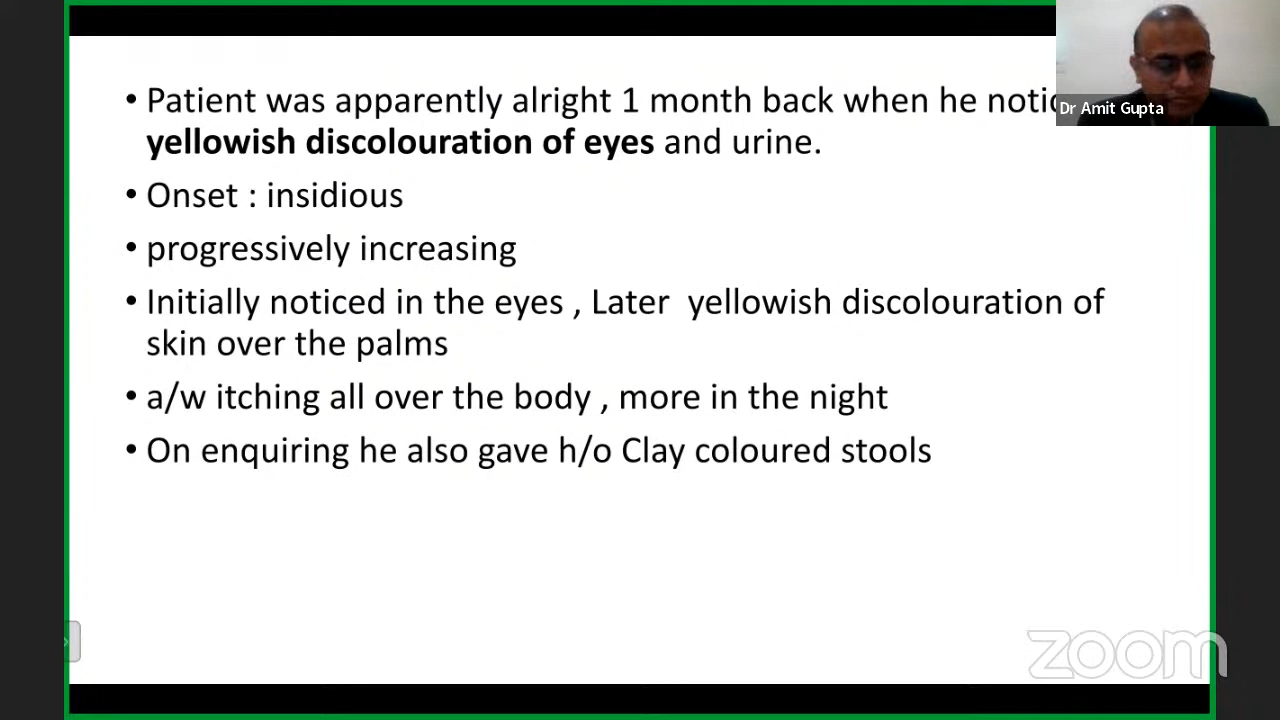 • Patient was apparently alright 1 month back when he
yellowish discolouration of eyes and urine.
• Onset : insidious
• progressively increasing
• Initially noticed in the eyes , Later yellowish discolouration of
skin over the palms
• a/w itching all over the body , more in the night
• On enquiring he also gave h/o Clay coloured stools
Dr Amit Gupta
zoom